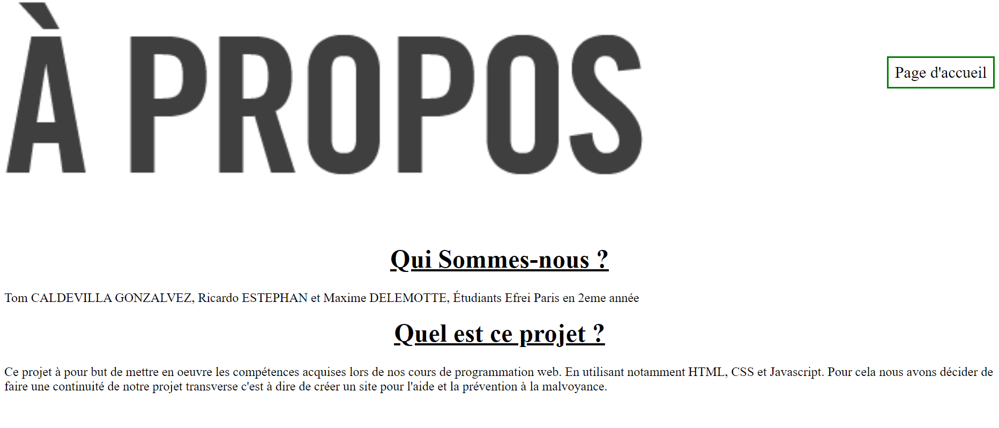 À PROPOS
Page d'accueil
Qui Sommes-nous ?
Tom CALDEVILLA GONZALVEZ, Ricardo ESTEPHAN et Maxime DELEMOTTE, Étudiants Efrei Paris en 2eme année
Quel est ce projet ?
Ce projet à pour but de mettre en oeuvre les compétences acquises lors de nos cours de programmation web. En utilisant notamment HTML, CSS et Javascript. Pour cela nous avons décider de
faire une continuité de notre projet transverse c'est à dire de créer un site pour l'aide et la prévention à la malvoyance.